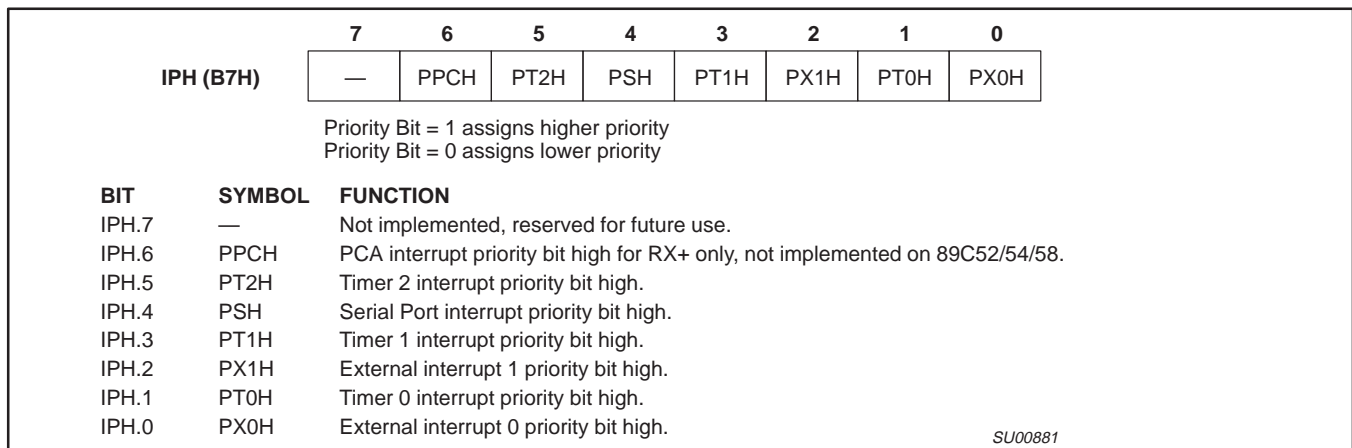 7 6 5 4 3 2 1 0
IPH (B7H) — PPCH PT2H PSH PT1H PX1H PT0H PX0H
Priority Bit = 1 assigns higher priority
Priority Bit = 0 assigns lower priority
BIT SYMBOL FUNCTION
IPH.7 — Not implemented, reserved for future use.
IPH.6 PPCH PCA interrupt priority bit high for RX+ only, not implemented on 89C52/54/58.
IPH.5 PT2H Timer 2 interrupt priority bit high.
IPH.4 PSH Serial Port interrupt priority bit high.
IPH.3 PT1H Timer 1 interrupt priority bit high.
IPH.2 PX1H External interrupt 1 priority bit high.
IPH.1 PT0H Timer 0 interrupt priority bit high.
IPH.0 PX0H External interrupt 0 priority bit high.
SU00881